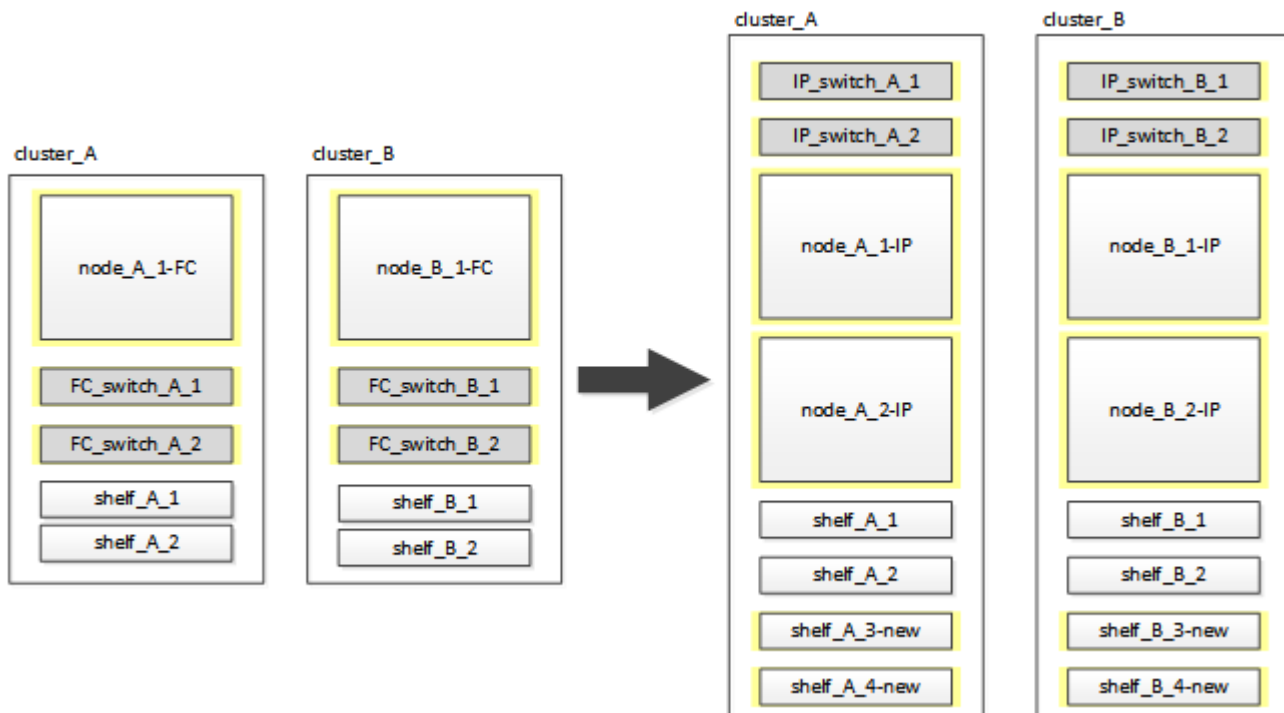 cluster_A
node_A_1-FC
FC_switch_A_1
FC_switch_A_2
shelf_A_1
shelf_A_2
cluster_B
node_B_1-FC
FC_switch_B_1
FC_switch_B_2
shelf_B_1
shelf_B_2
cluster_A
IP_switch_A_1
IP_switch_A_2
node_A_1-IP
node_A_2-IP
shelf_A_1
shelf_A_2
shelf_A_3-new
shelf_A_4-new
cluster_B
IP_switch_B_1
IP_switch_B_2
node_B_1-IP
node_B_2-IP
shelf_B_1
shelf_B_2
shelf_B_3-new
shelf_B_4-new